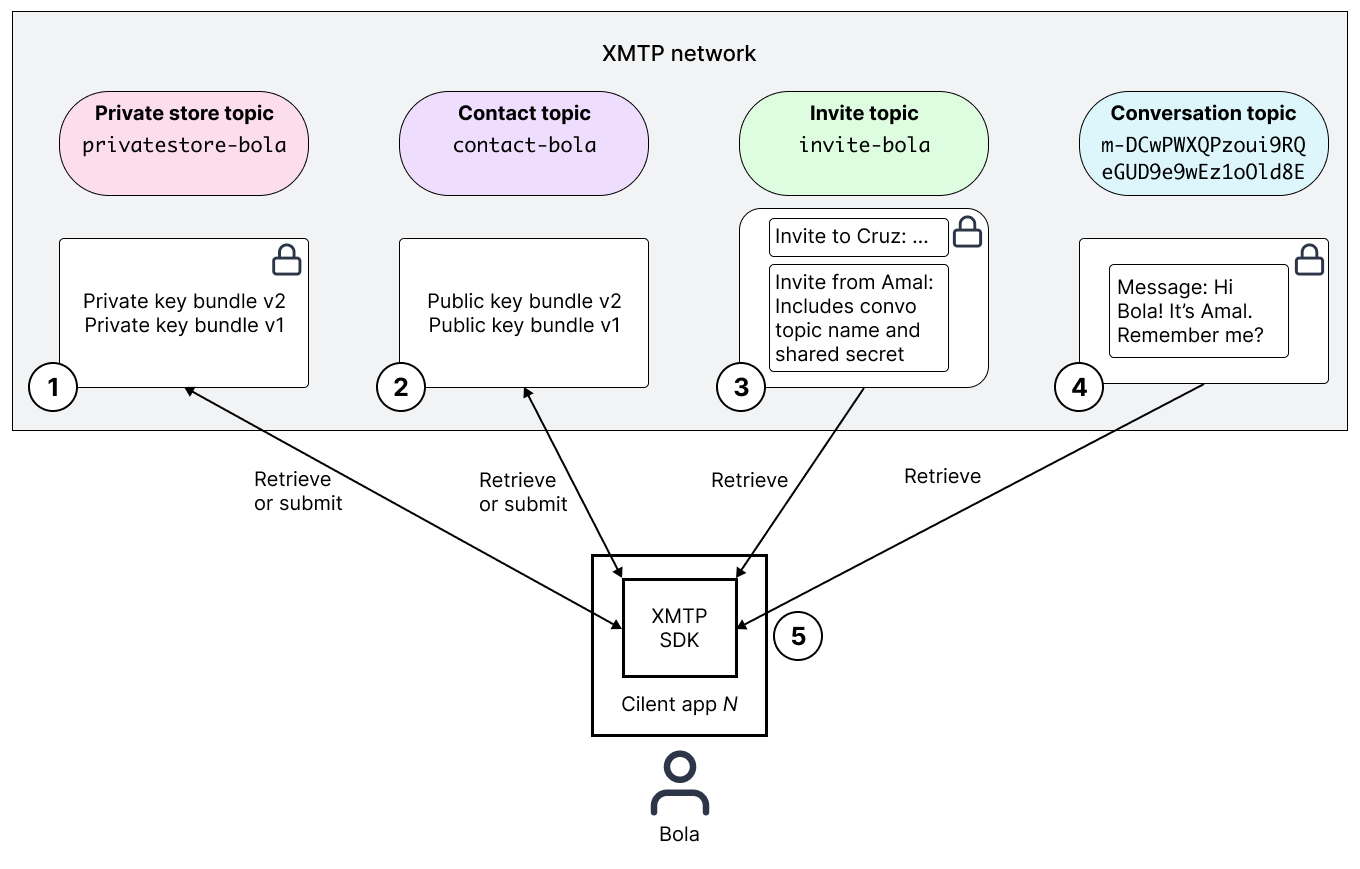 XMTP network
Private store topic
privatestore-bola
Contact topic
contact-bola
Invite topic
invite-bola
Conversation topic
m-DCwPWXQPzoui9RQ
eGUD9e9wEz1oOld8E
Private key bundle v2
Private key bundle v1
1
Public key bundle v2
Public key bundle v1
2
Invite to Cruz: ...
Invite from Amal:
Includes convo
topic name and
shared secret
3
Message: Hi
Bola! It’s Amal.
Remember me?
4
Retrieve
or submit
Retrieve
or submit
Retrieve
Retrieve
XMTP
SDK
5
Cilent app N
Bola